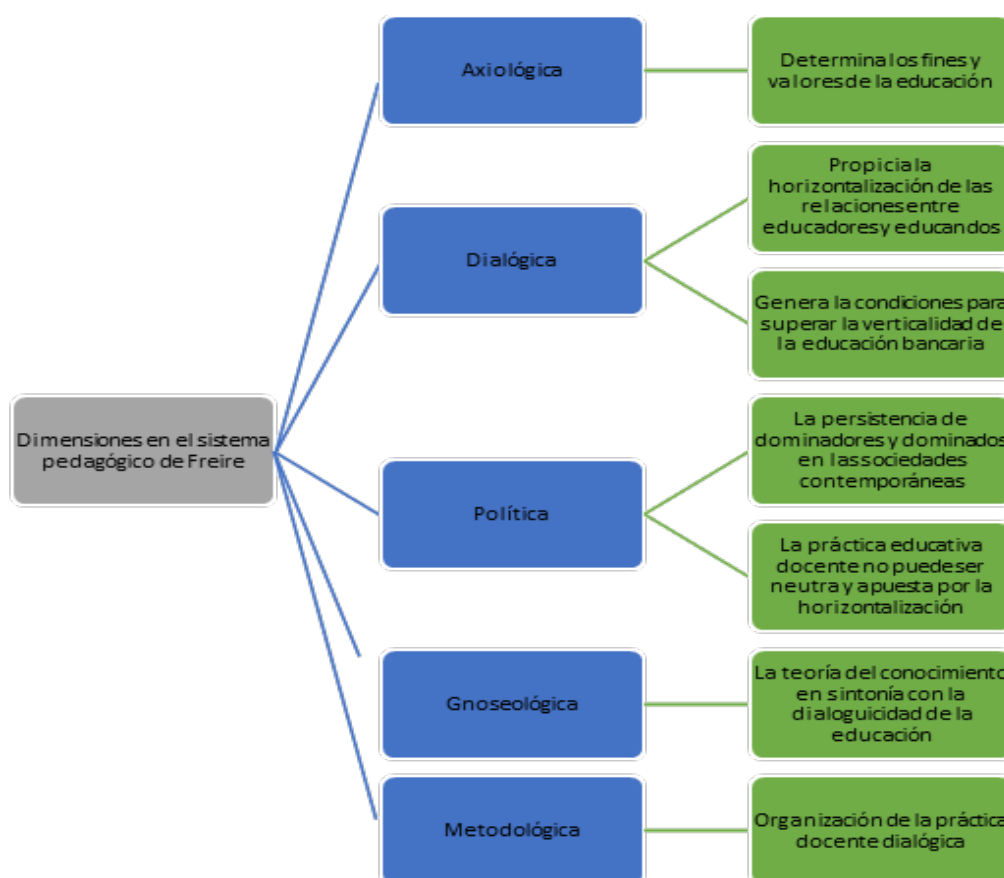 Axiológica
Determina los fines y
valores de la educación
Propicia la
horizontalización de las
relaciones entre
educadores y educandos
Dialógica
Genera la condiciones para
superar la verticalidad de
la educación bancaria
Dimensiones en el sistema
pedagógico de Freire
La persistencia de
dominadores y dominados
en las sociedades
contemporáneas
Política
La práctica educativa
docente no puede ser
neutra y apuesta por la
horizontalización
Gnoseológica
La teoría del conocimiento
en sintonía con la
dialoguicidad de la
educación
Metodológica
Organización de la práctica
docente dialógica